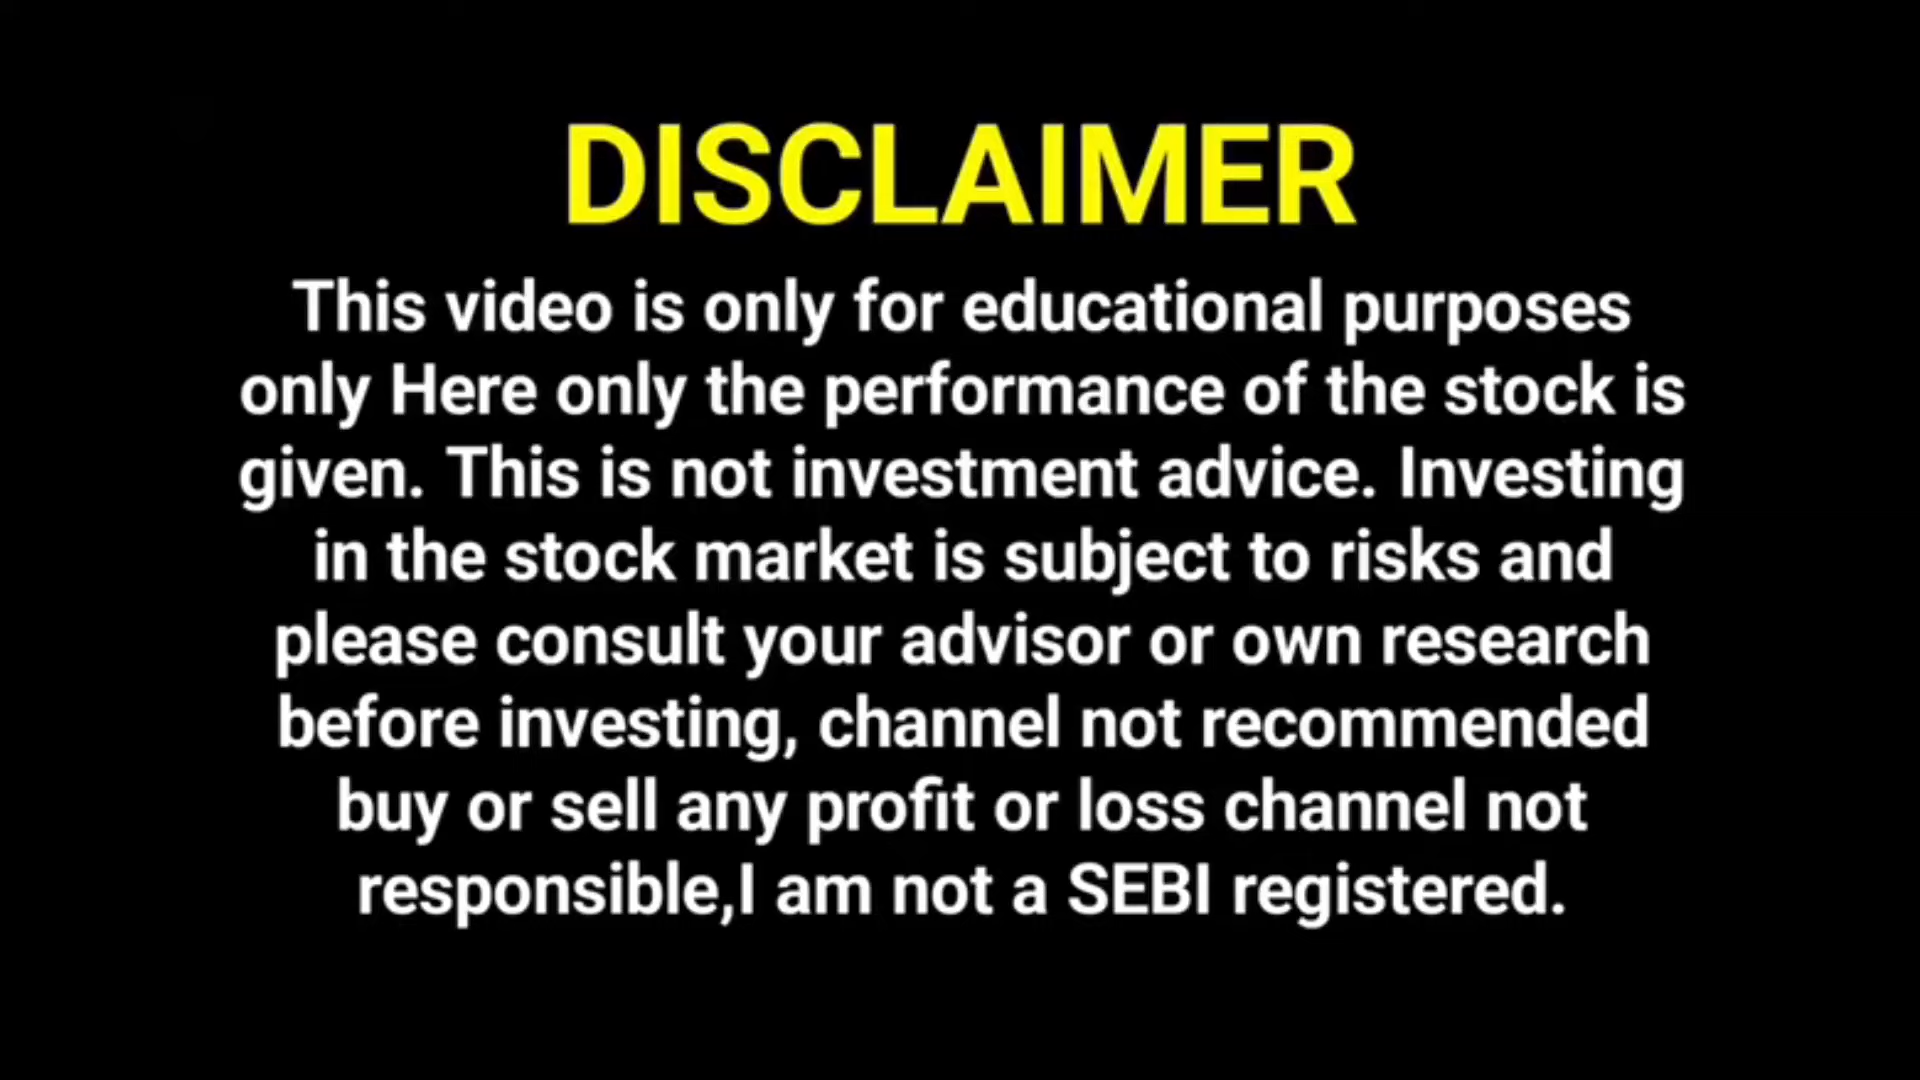 DISCLAIMER
This video is only for educational purposes
only Here only the performance of the stock is
given. This is not investment advice. Investing
in the stock market is subject to risks and
please consult your advisor or own research
before investing, channel not recommended
buy or sell any profit or loss channel not
responsible,I am not a SEBI registered.